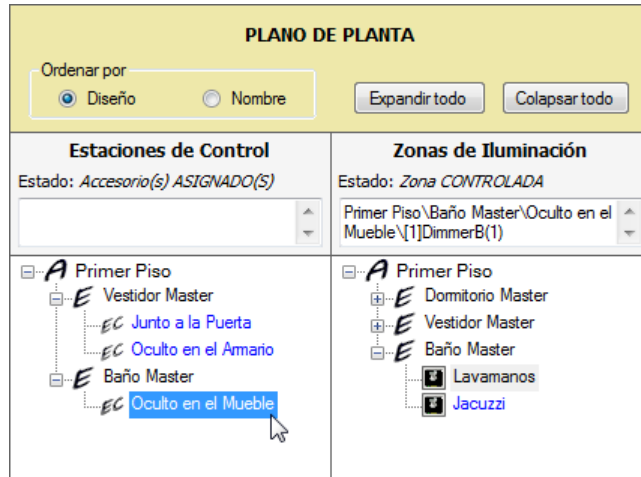 PLANO DE PLANTA
Ordenar por
Diseño Nombre Expandir todo Colapsar todo
Estaciones de Control
Estado: Accesorio(s) ASIGNADO(S)
A Primer Piso
E Vestidor Master
EC Junto a la Puerta
EC Oculto en el Armario
E Baño Master
EC Oculto en el Mueble
Zonas de Iluminación
Estado: Zona CONTROLADA
Primer Piso\Baño Master\Oculto en el
Mueble\[1]DimmerB(1)
A Primer Piso
E Dormitorio Master
E Vestidor Master
E Baño Master
Lavamanos
Jacuzzi